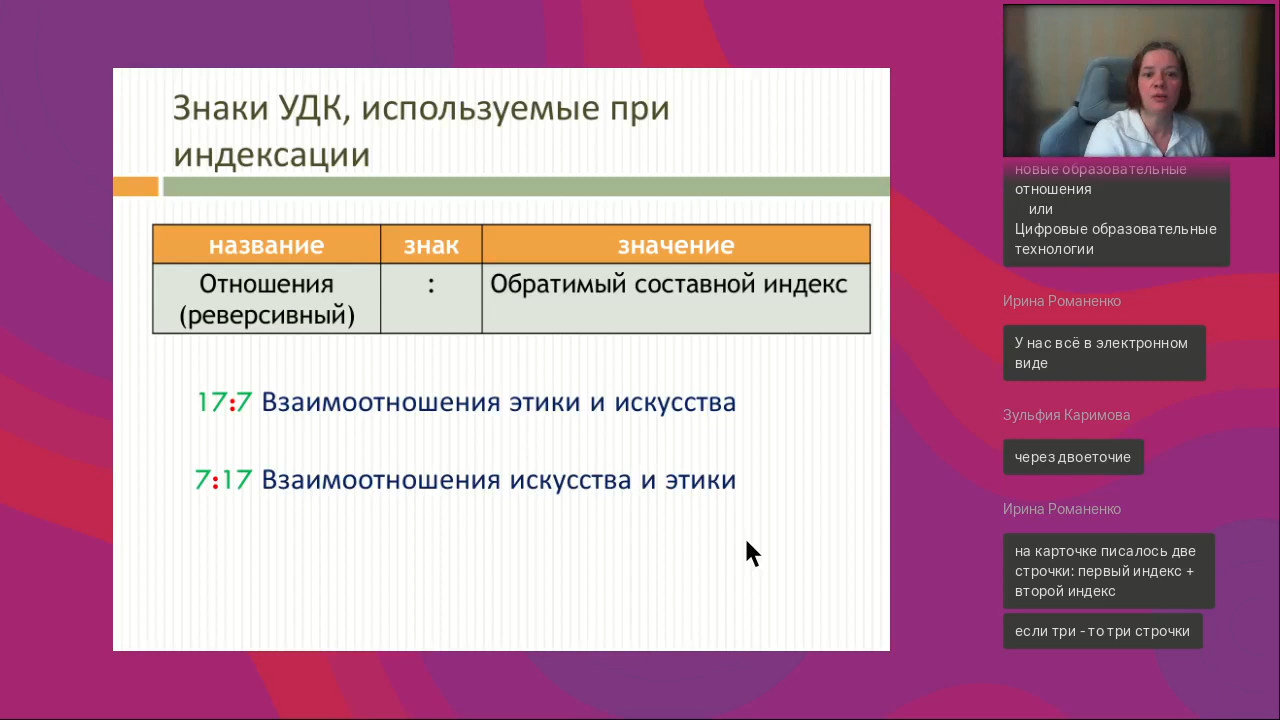 Знаки УДК, используемые при
индексации
название знак значение
Отношения : Обратимый составной индекс
(реверсивный)
17:7 Взаимоотношения этики и искусства
7:17 Взаимоотношения искусства и этики
новые образовательные
отношения
или
Цифровые образовательные
технологии
Ирина Романенко
У нас всё в электронном
виде
Зульфия Каримова
через двоеточие
Ирина Романенко
на карточке писалось две
строчки: первый индекс +
второй индекс
если три - то три строчки